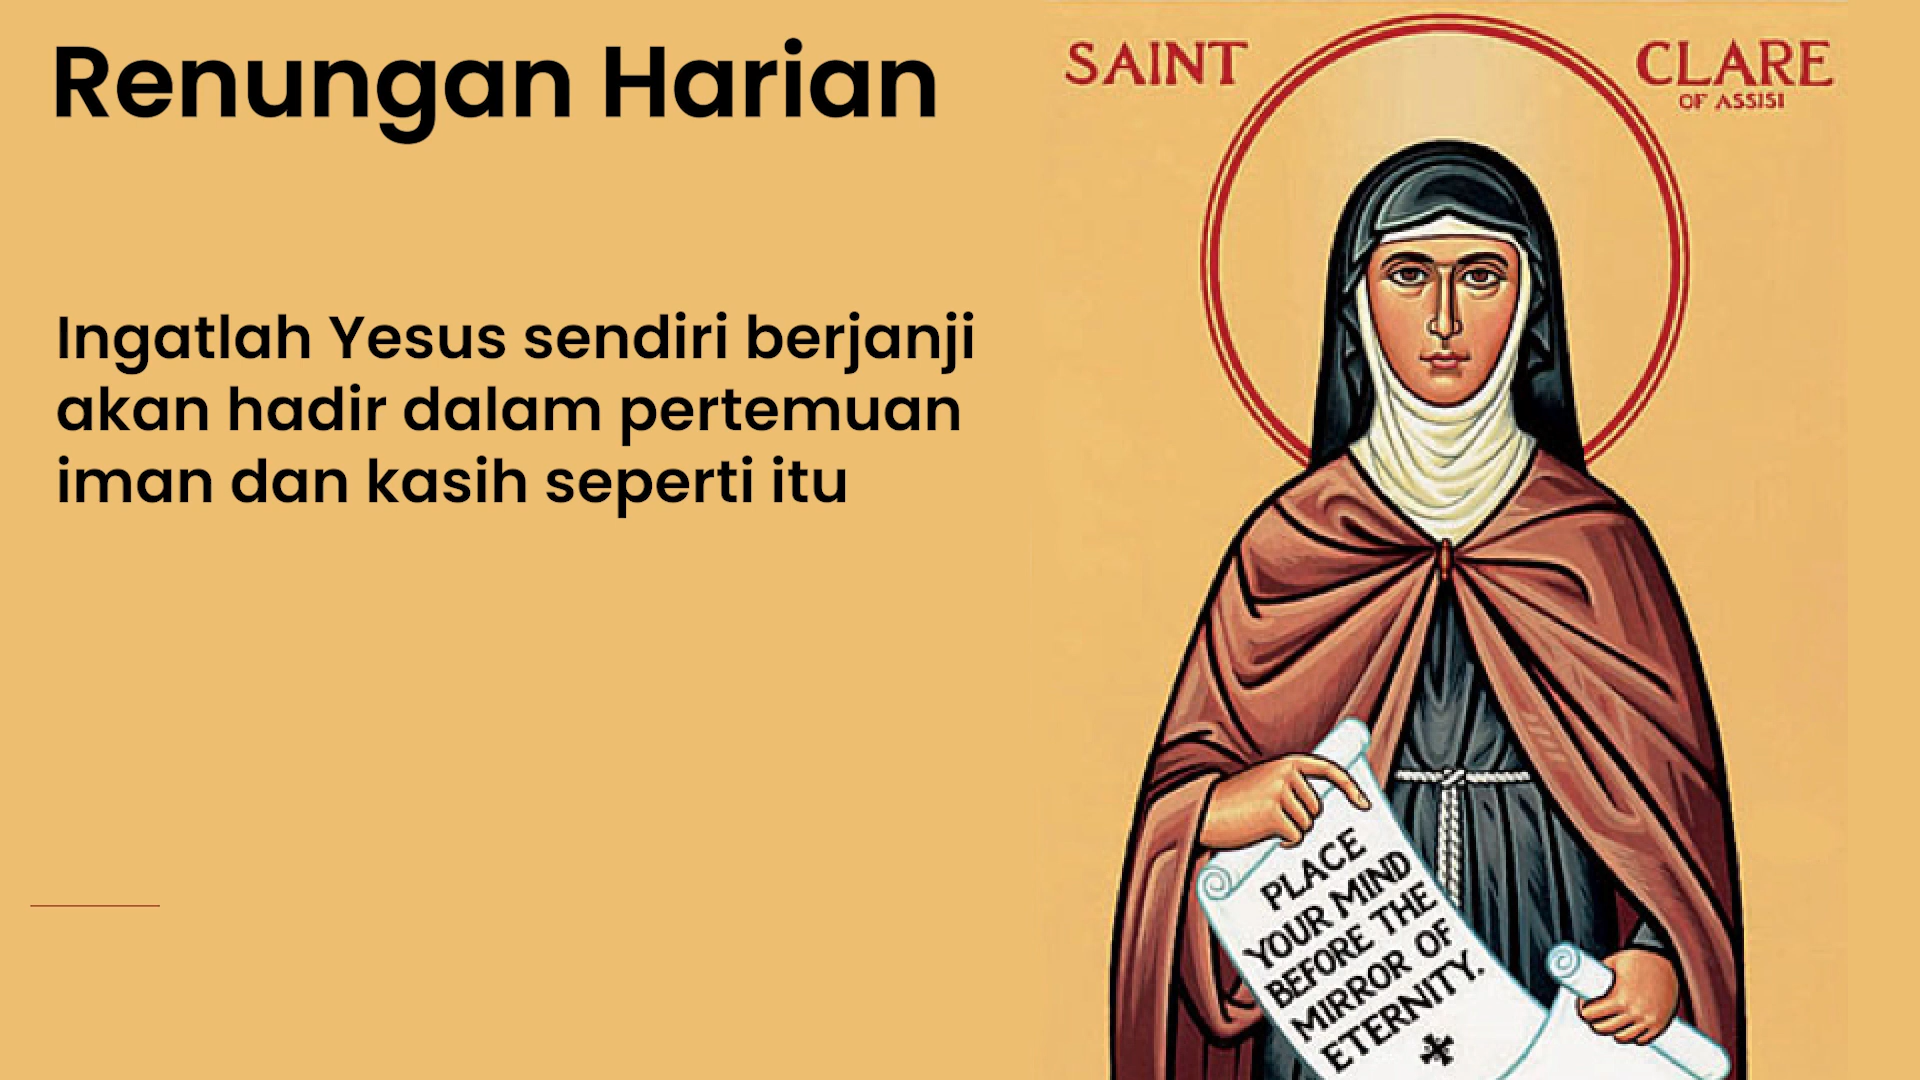 Renungan Harian
Ingatlah Yesus sendiri berjanji
akan hadir dalam pertemuan
iman dan kasih seperti itu
SAINT
CLARE
OF ASSISI
PLACE
YOUR MIND
BEFORE THE
MIRROR OF
ETERNITY.